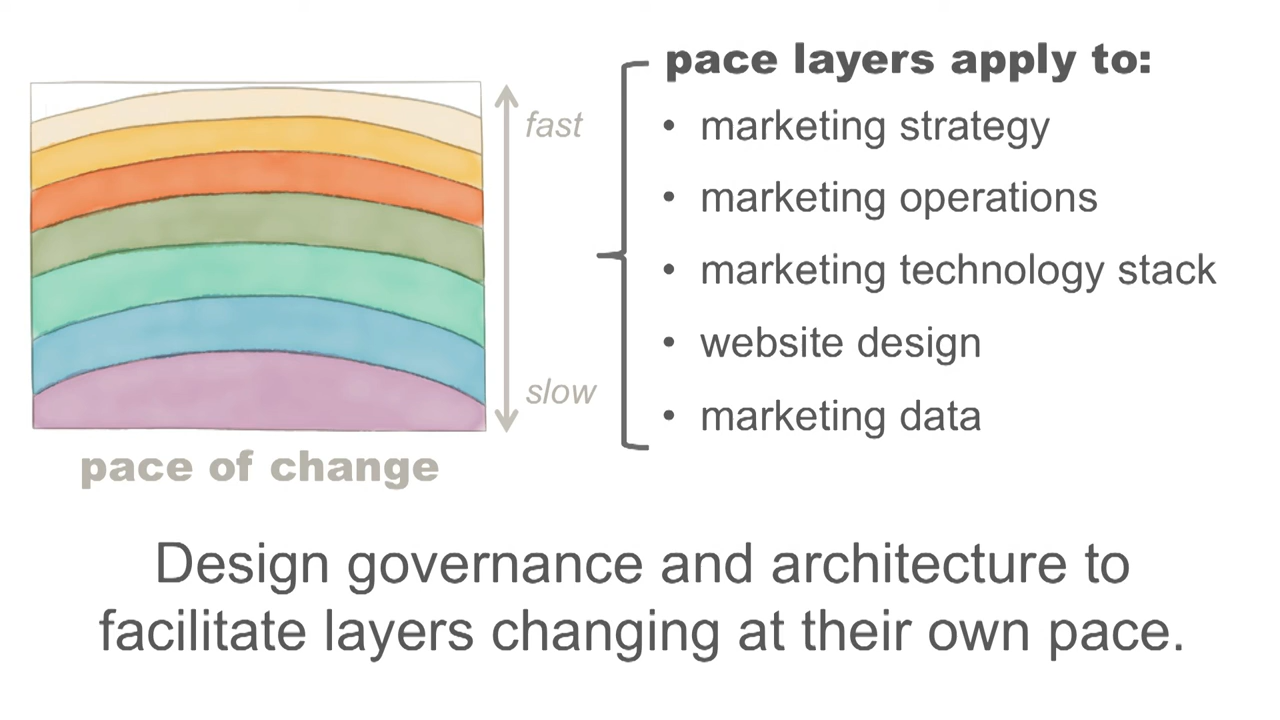 fast
slow
pace of change
pace layers apply to:
• marketing strategy
• marketing operations
• marketing technology stack
• website design
• marketing data
Design governance and architecture to
facilitate layers changing at their own pace.